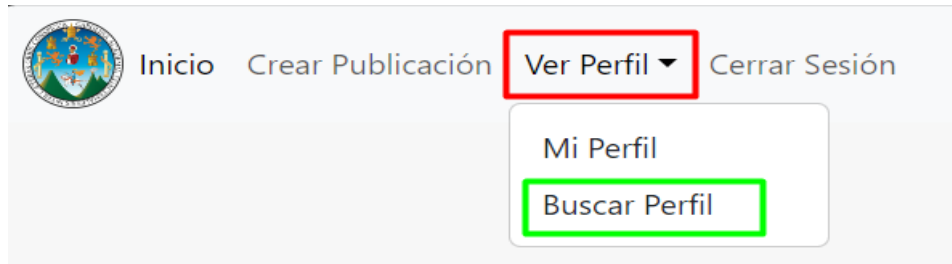 Inicio Crear Publicación Ver Perfil Cerrar Sesión
Mi Perfil
Buscar Perfil